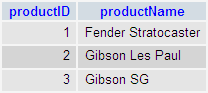 productID productName
1 Fender Stratocaster
2 Gibson Les Paul
3 Gibson SG